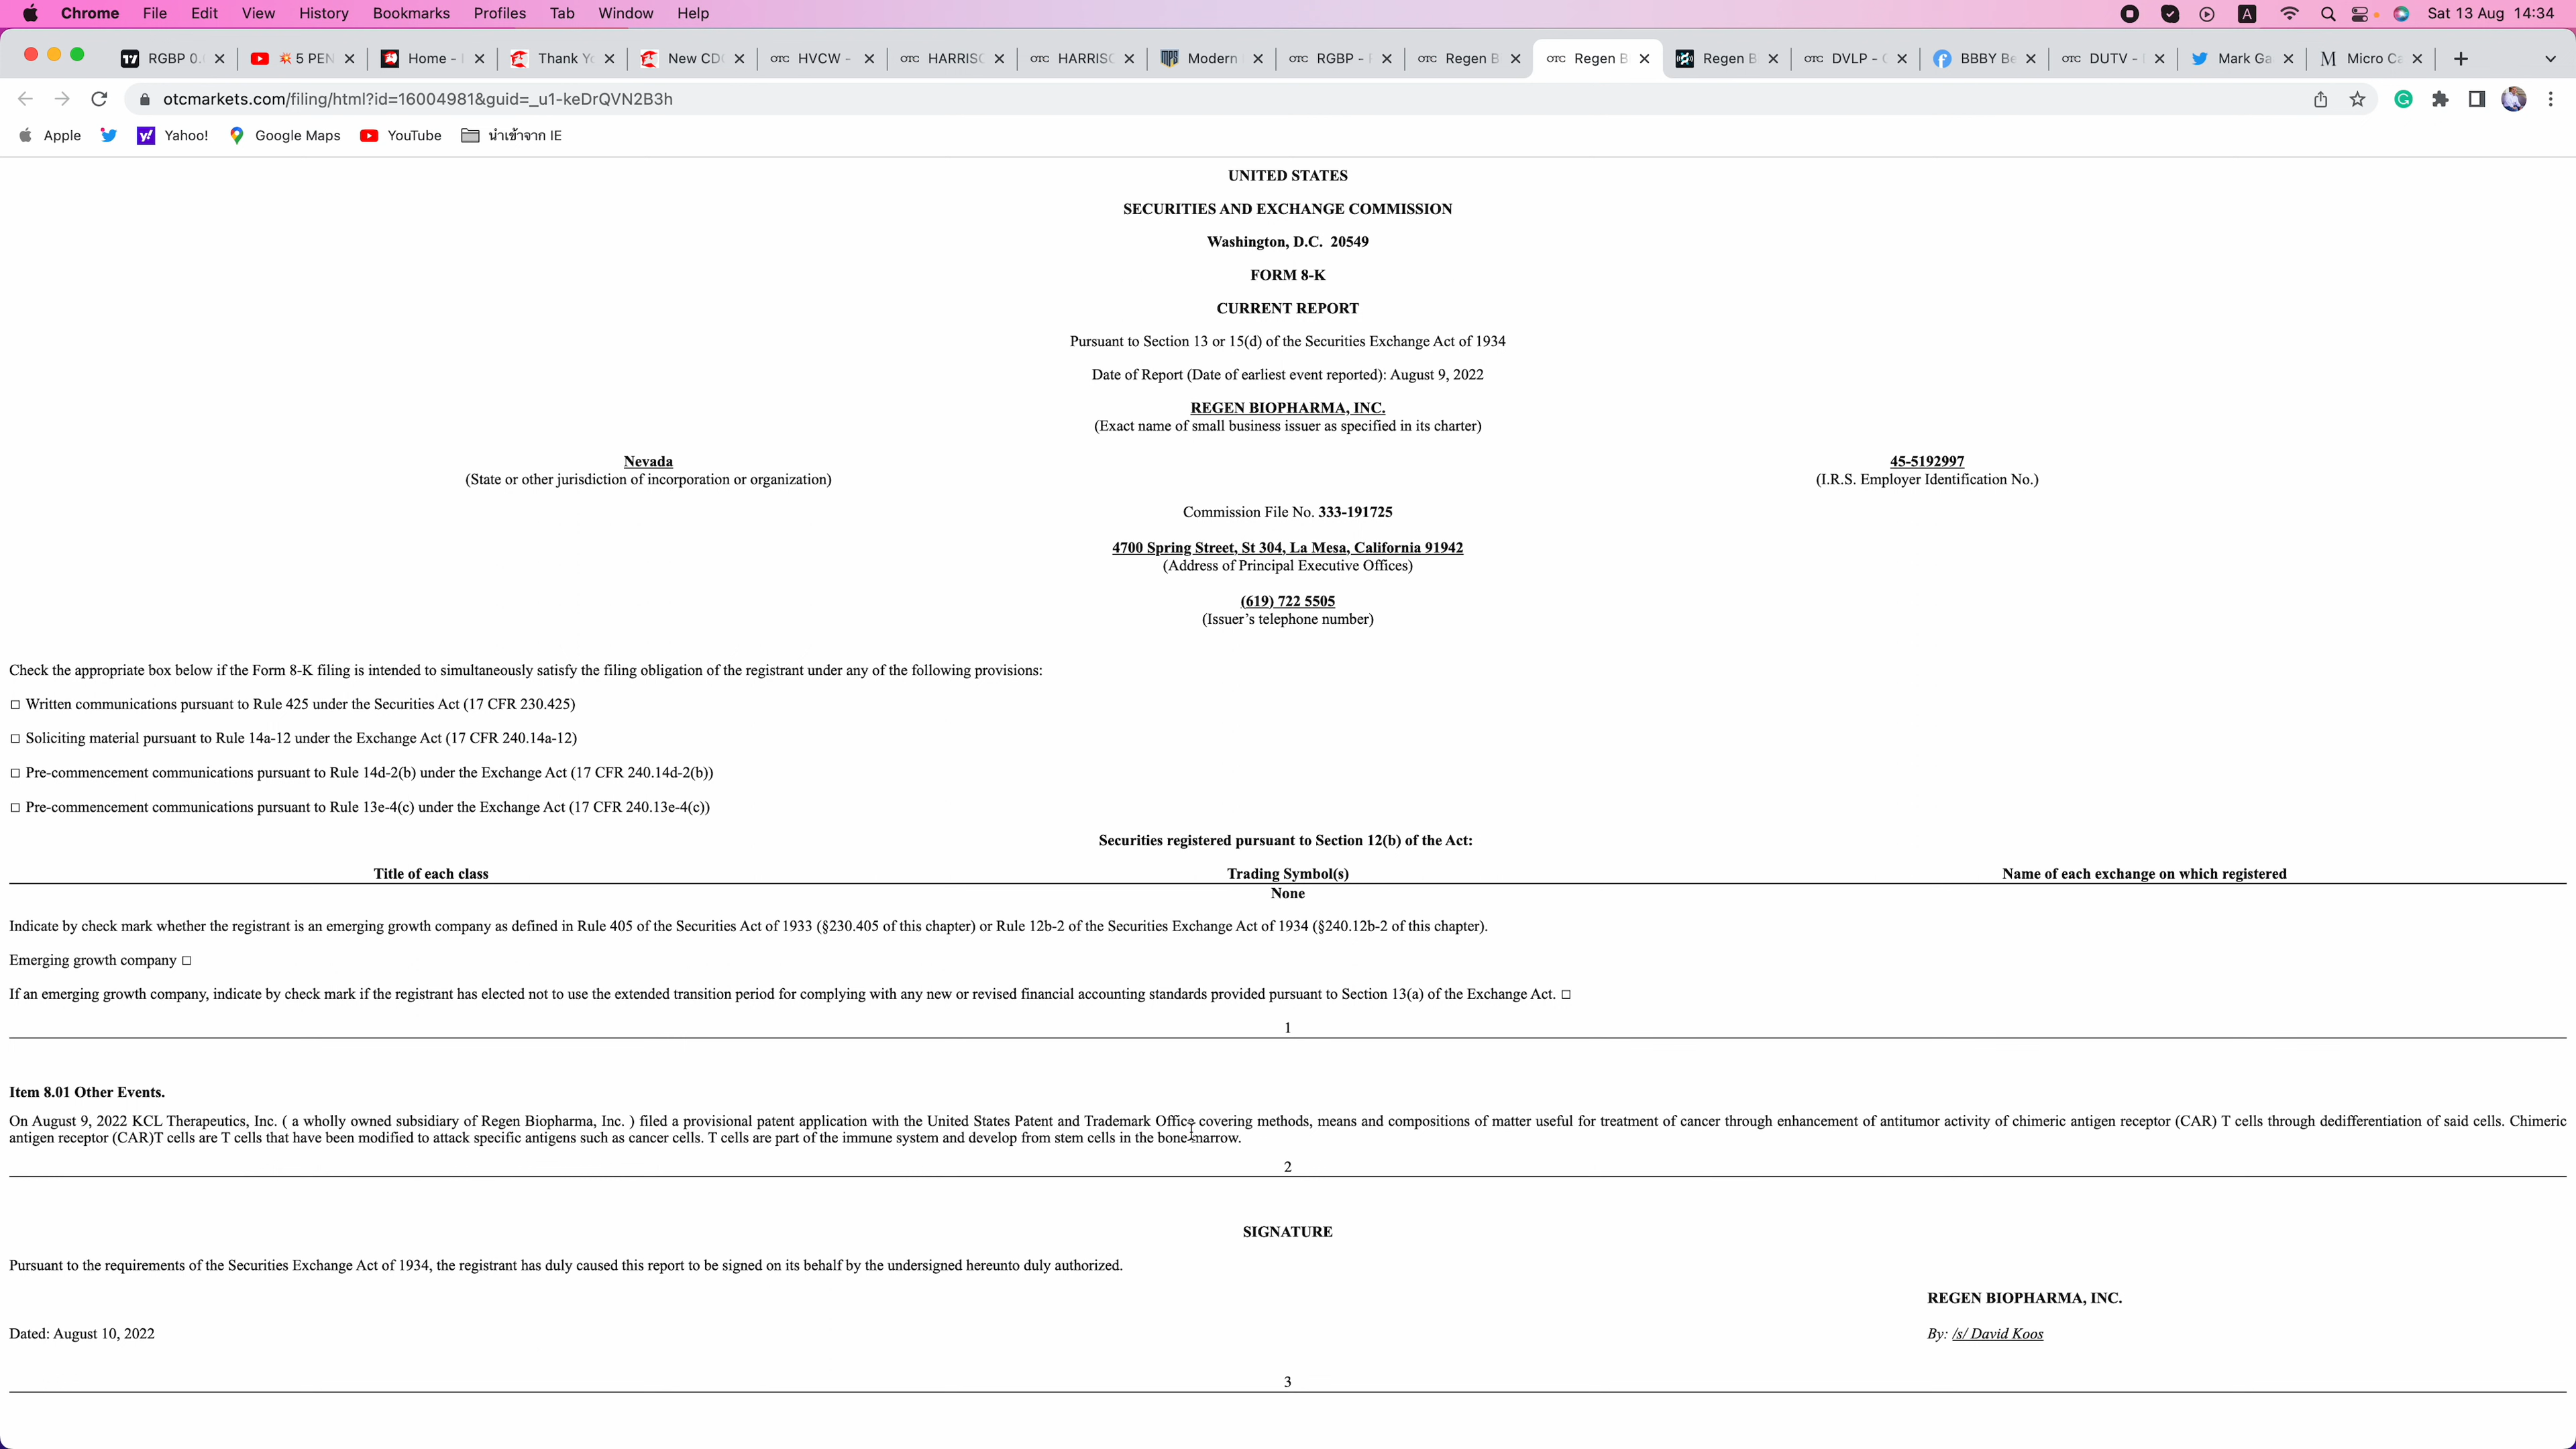 Chrome File Edit View History Bookmarks Profiles Tab Window Help A Sat 13 Aug 14:34
17 RGBP 0. 5 PEN Home - Thank Yo New CD OTC HVCW - OTC HARRISO OTC HARRISO Modern OTC RGBP - OTC Regen B OTC Regen B Regen B OTC DVLP - BBBY Be OTC DUTV - Mark Ga M Micro Ca
otcmarkets.com/filing/html?id=16004981&guid=_u1-keDrQVN2B3h
Apple Yahoo! Google Maps YouTube นำเข้าจาก IE
UNITED STATES
SECURITIES AND EXCHANGE COMMISSION
Washington, D.C. 20549
FORM 8-K
CURRENT REPORT
Pursuant to Section 13 or 15(d) of the Securities Exchange Act of 1934
Date of Report (Date of earliest event reported): August 9, 2022
REGEN BIOPHARMA, INC.
(Exact name of small business issuer as specified in its charter)
Nevada 45-5192997
(State or other jurisdiction of incorporation or organization) (I.R.S. Employer Identification No.)
Commission File No. 333-191725
4700 Spring Street, St 304, La Mesa, California 91942
(Address of Principal Executive Offices)
(619) 722 5505
(Issuer’s telephone number)
Check the appropriate box below if the Form 8-K filing is intended to simultaneously satisfy the filing obligation of the registrant under any of the following provisions:
☐ Written communications pursuant to Rule 425 under the Securities Act (17 CFR 230.425)
☐ Soliciting material pursuant to Rule 14a-12 under the Exchange Act (17 CFR 240.14a-12)
☐ Pre-commencement communications pursuant to Rule 14d-2(b) under the Exchange Act (17 CFR 240.14d-2(b))
☐ Pre-commencement communications pursuant to Rule 13e-4(c) under the Exchange Act (17 CFR 240.13e-4(c))
Securities registered pursuant to Section 12(b) of the Act:
Title of each class Trading Symbol(s) Name of each exchange on which registered
None
Indicate by check mark whether the registrant is an emerging growth company as defined in Rule 405 of the Securities Act of 1933 (§230.405 of this chapter) or Rule 12b-2 of the Securities Exchange Act of 1934 (§240.12b-2 of this chapter).
Emerging growth company ☐
If an emerging growth company, indicate by check mark if the registrant has elected not to use the extended transition period for complying with any new or revised financial accounting standards provided pursuant to Section 13(a) of the Exchange Act. ☐
1
Item 8.01 Other Events.
On August 9, 2022 KCL Therapeutics, Inc. ( a wholly owned subsidiary of Regen Biopharma, Inc. ) filed a provisional patent application with the United States Patent and Trademark Office covering methods, means and compositions of matter useful for treatment of cancer through enhancement of antitumor activity of chimeric antigen receptor (CAR) T cells through dedifferentiation of said cells. Chimeric
antigen receptor (CAR)T cells are T cells that have been modified to attack specific antigens such as cancer cells. T cells are part of the immune system and develop from stem cells in the bone marrow.
2
SIGNATURE
Pursuant to the requirements of the Securities Exchange Act of 1934, the registrant has duly caused this report to be signed on its behalf by the undersigned hereunto duly authorized.
REGEN BIOPHARMA, INC.
Dated: August 10, 2022 By: /s/ David Koos
3